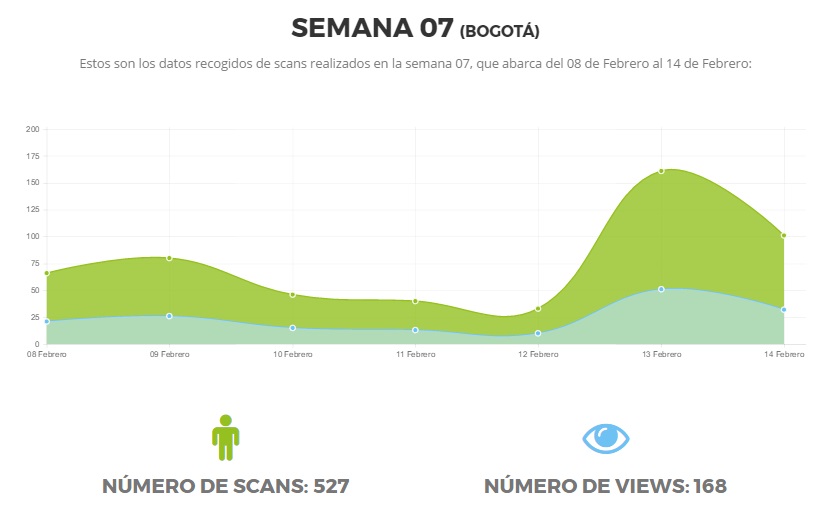 SEMANA 07 (BOGOTÁ)
Estos son los datos recogidos de scans realizados en la semana 07, que abarca del 08 de Febrero al 14 de Febrero:
200
175
150
125
100
75
50
25
0
08 Febrero 09 Febrero 10 Febrero 11 Febrero 12 Febrero 13 Febrero 14 Febrero
NÚMERO DE SCANS: 527 NÚMERO DE VIEWS: 168